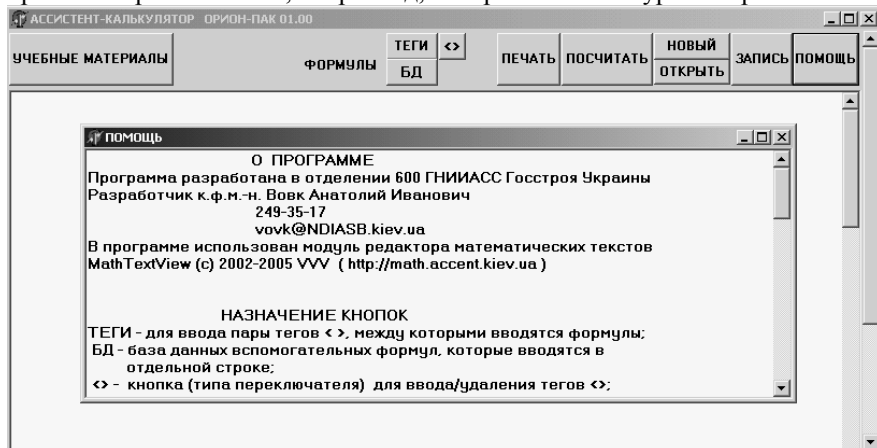 АССИСТЕНТ-КАЛЬКУЛЯТОР ОРИОН-ПАК 01.00
УЧЕБНЫЕ МАТЕРИАЛЫ
ФОРМУЛЫ
ТЕГИ
<>
БД
ПЕЧАТЬ
ПОСЧИТАТЬ
НОВЫЙ
ОТКРЫТЬ
ЗАПИСЬ
ПОМОЩЬ
ПОМОЩЬ
О ПРОГРАММЕ
Программа разработана в отделении 600 ГНИИАСС Госстроя Украины
Разработчик к.ф.м.-н. Вовк Анатолий Иванович
249-35-17
vovk@NDIASB.kiev.ua
В программе использован модуль редактора математических текстов
MathTextView (c) 2002-2005 VVV ( http://math.accent.kiev.ua )
НАЗНАЧЕНИЕ КНОПОК
ТЕГИ - для ввода пары тегов < >, между которыми вводятся формулы;
БД - база данных вспомогательных формул, которые вводятся в
отдельной строке;
<> - кнопка (типа переключателя) для ввода/удаления тегов <>;